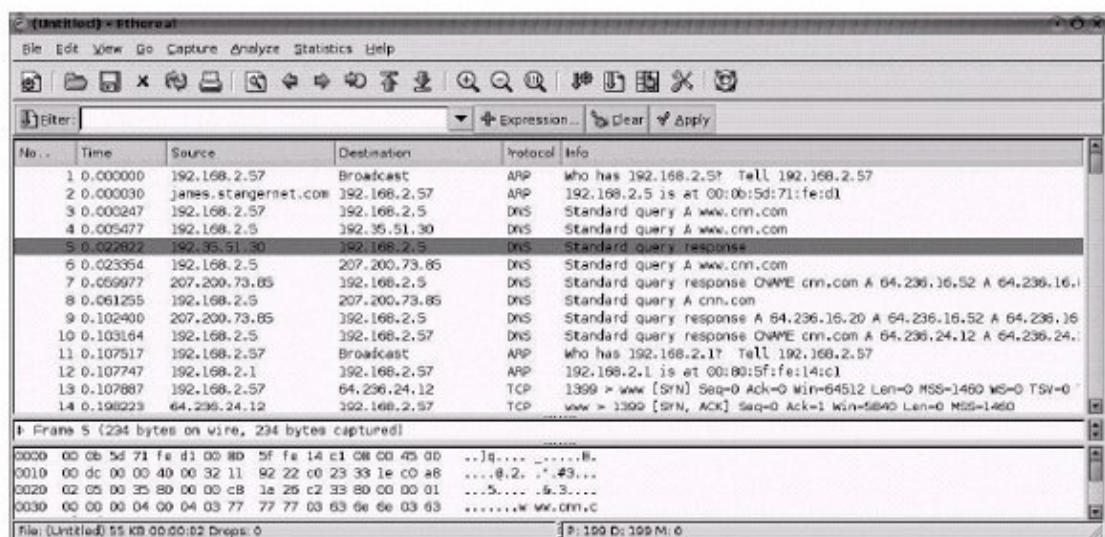 (Untitled) - Ethereal
File Edit View Go Capture Analyze Statistics Help
Filter: Expression... Clear Apply
No. . Time Source Destination Protocol Info
1 0.000000 192.168.2.57 Broadcast ARP Who has 192.168.2.5? Tell 192.168.2.57
2 0.000030 james.stangernet.com 192.168.2.57 ARP 192.168.2.5 is at 00:0b:5d:71:fe:d1
3 0.000247 192.168.2.57 192.168.2.5 DNS Standard query A www.cnn.com
4 0.005477 192.168.2.5 192.35.51.30 DNS Standard query A www.cnn.com
5 0.022822 192.35.51.30 192.168.2.5 DNS Standard query response
6 0.023354 192.168.2.5 207.200.73.85 DNS Standard query A www.cnn.com
7 0.059977 207.200.73.85 192.168.2.5 DNS Standard query response CNAME cnn.com A 64.236.16.52 A 64.236.16.
8 0.061255 192.168.2.5 207.200.73.85 DNS Standard query A cnn.com
9 0.102400 207.200.73.85 192.168.2.5 DNS Standard query response A 64.236.16.20 A 64.236.16.52 A 64.236.16
10 0.103164 192.168.2.5 192.168.2.57 DNS Standard query response CNAME cnn.com A 64.236.24.12 A 64.236.24.
11 0.107517 192.168.2.57 Broadcast ARP Who has 192.168.2.1? Tell 192.168.2.57
12 0.107747 192.168.2.1 192.168.2.57 ARP 192.168.2.1 is at 00:80:5f:fe:14:c1
13 0.107887 192.168.2.57 64.236.24.12 TCP 1399 > www [SYN] Seq=0 Ack=0 Win=64512 Len=0 MSS=1460 WS=0 TSV=0
14 0.198223 64.236.24.12 192.168.2.57 TCP www > 1399 [SYN, ACK] Seq=0 Ack=1 Win=5840 Len=0 MSS=1460
Frame 5 (234 bytes on wire, 234 bytes captured)
0000 00 0b 5d 71 fe d1 00 80 5f fe 14 c1 08 00 45 00 ..]q.... _.....E.
0010 00 dc 00 00 40 00 32 11 92 22 c0 23 33 1e c0 a8 ....@.2. .".#3...
0020 02 05 00 35 80 00 00 c8 1a 26 c2 33 80 00 00 01 ...5.... .&.3....
0030 00 00 00 04 00 04 03 77 77 77 03 63 6e 6e 03 63 .......w ww.cnn.c
File: (Untitled) 55 KB 00:00:02 Drops: 0 P: 199 D: 199 M: 0